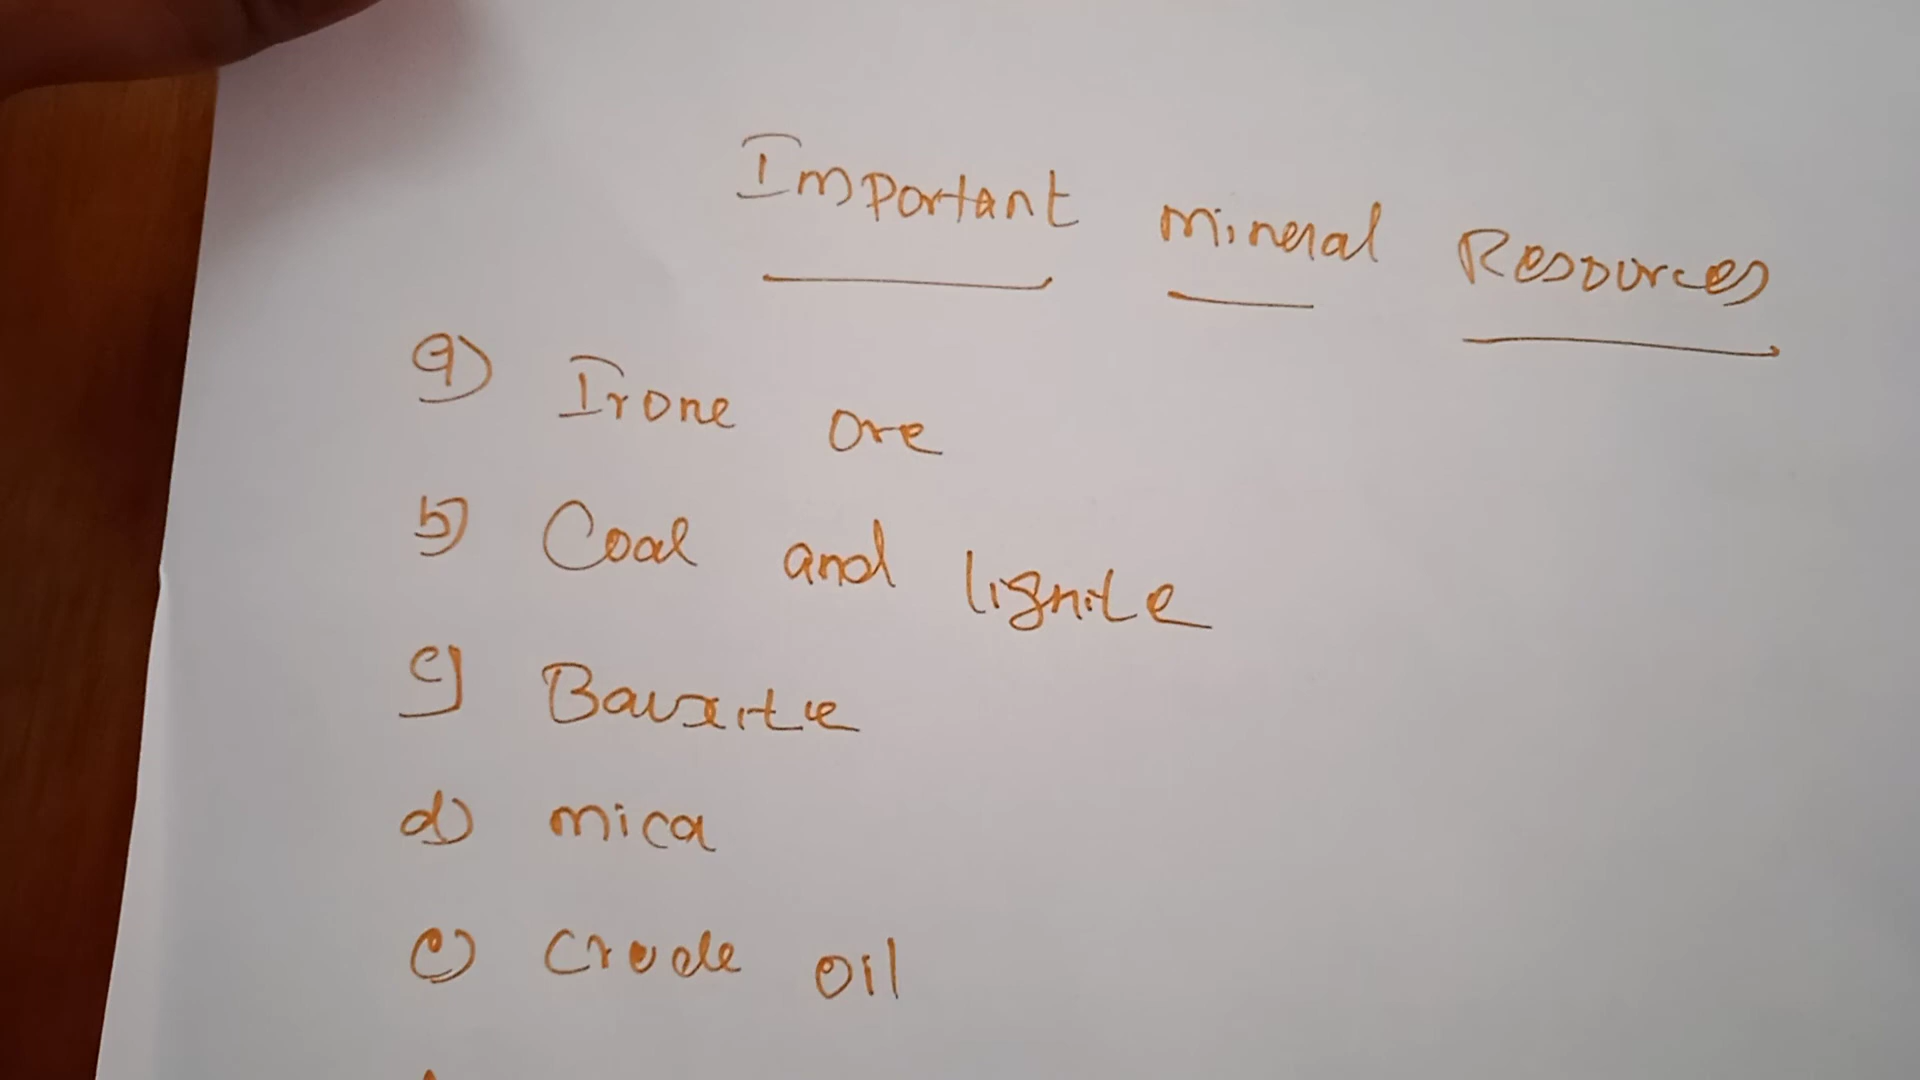 Important mineral Resources
a) Irone ore
b) Coal and lignite
c) Bauxite
d) mica
e) Crude oil